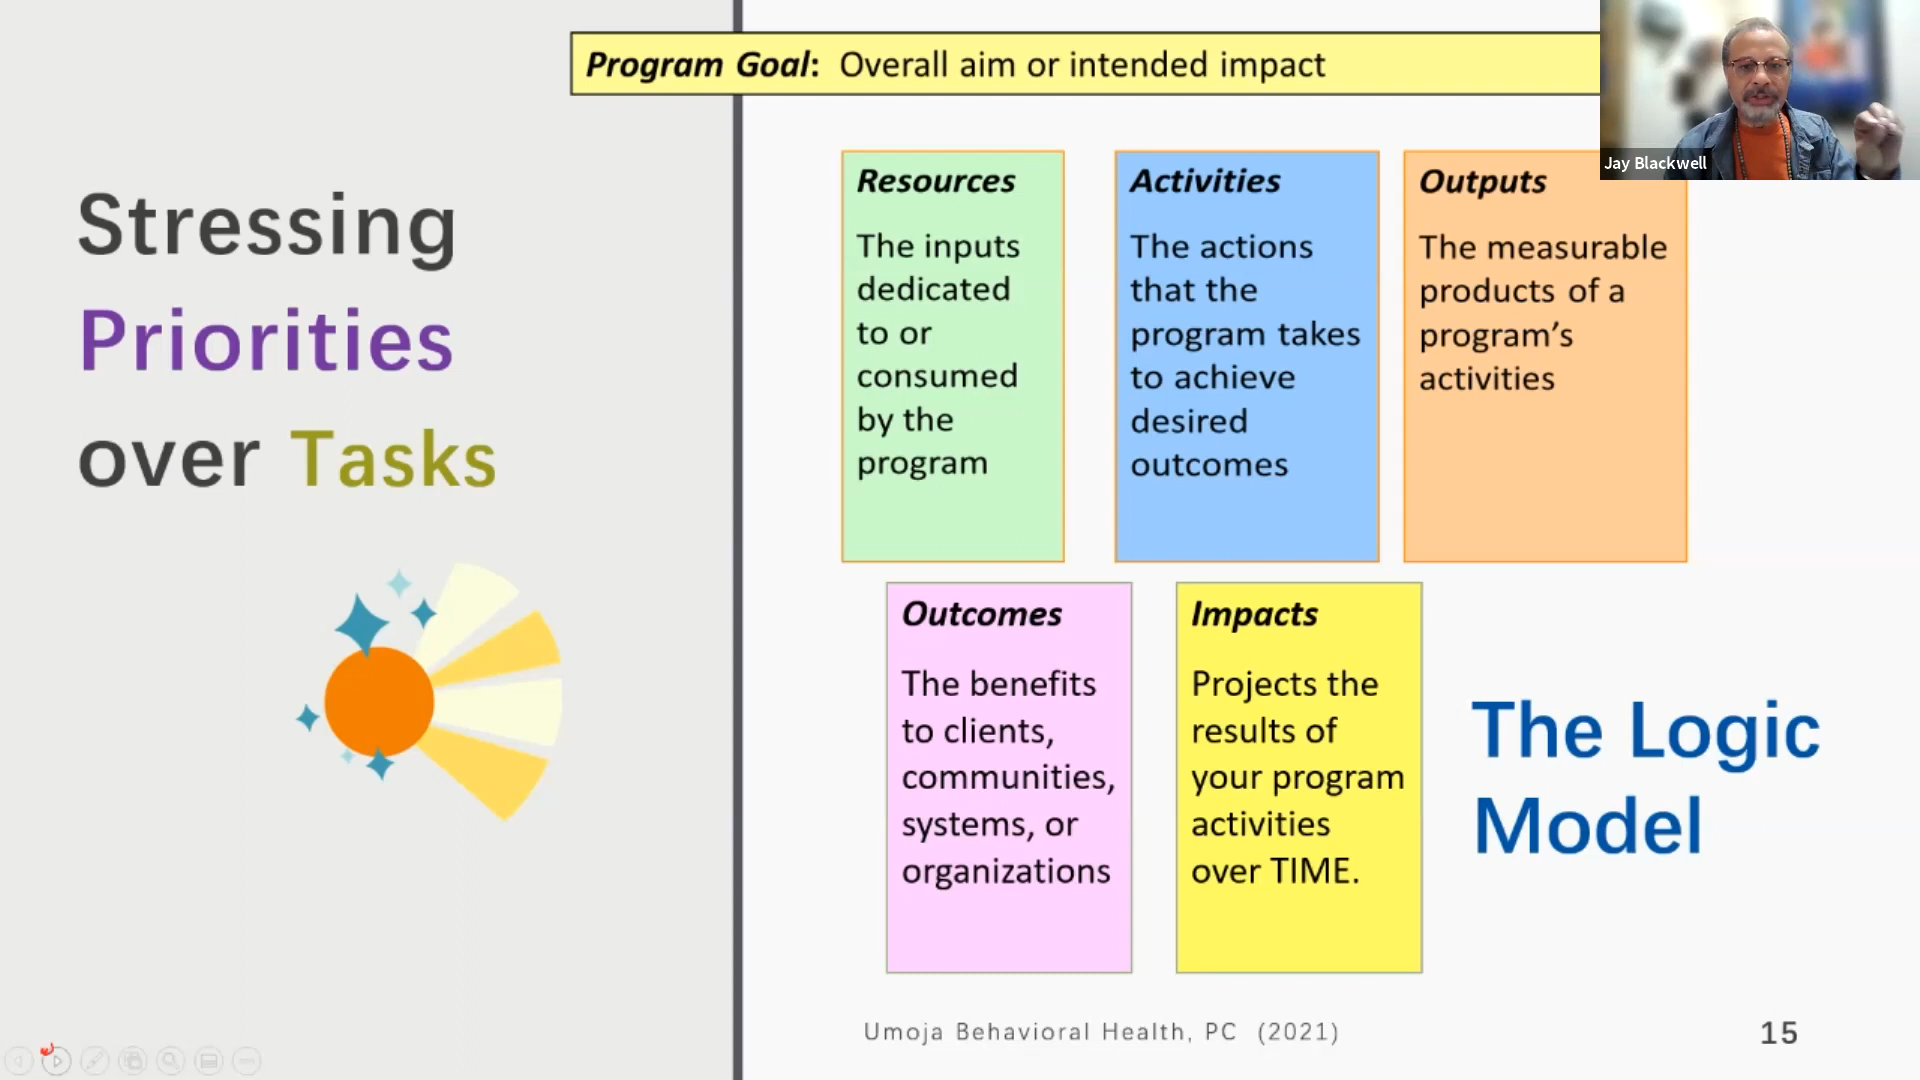 Program Goal: Overall aim or intended impact
Jay Blackwell
Stressing
Priorities
over Tasks
Resources
The inputs
dedicated
to or
consumed
by the
program
Activities
The actions
that the
program takes
to achieve
desired
outcomes
Outputs
The measurable
products of a
program’s
activities
Outcomes
The benefits
to clients,
communities,
systems, or
organizations
Impacts
Projects the
results of
your program
activities
over TIME.
The Logic
Model
Umoja Behavioral Health, PC (2021)
15